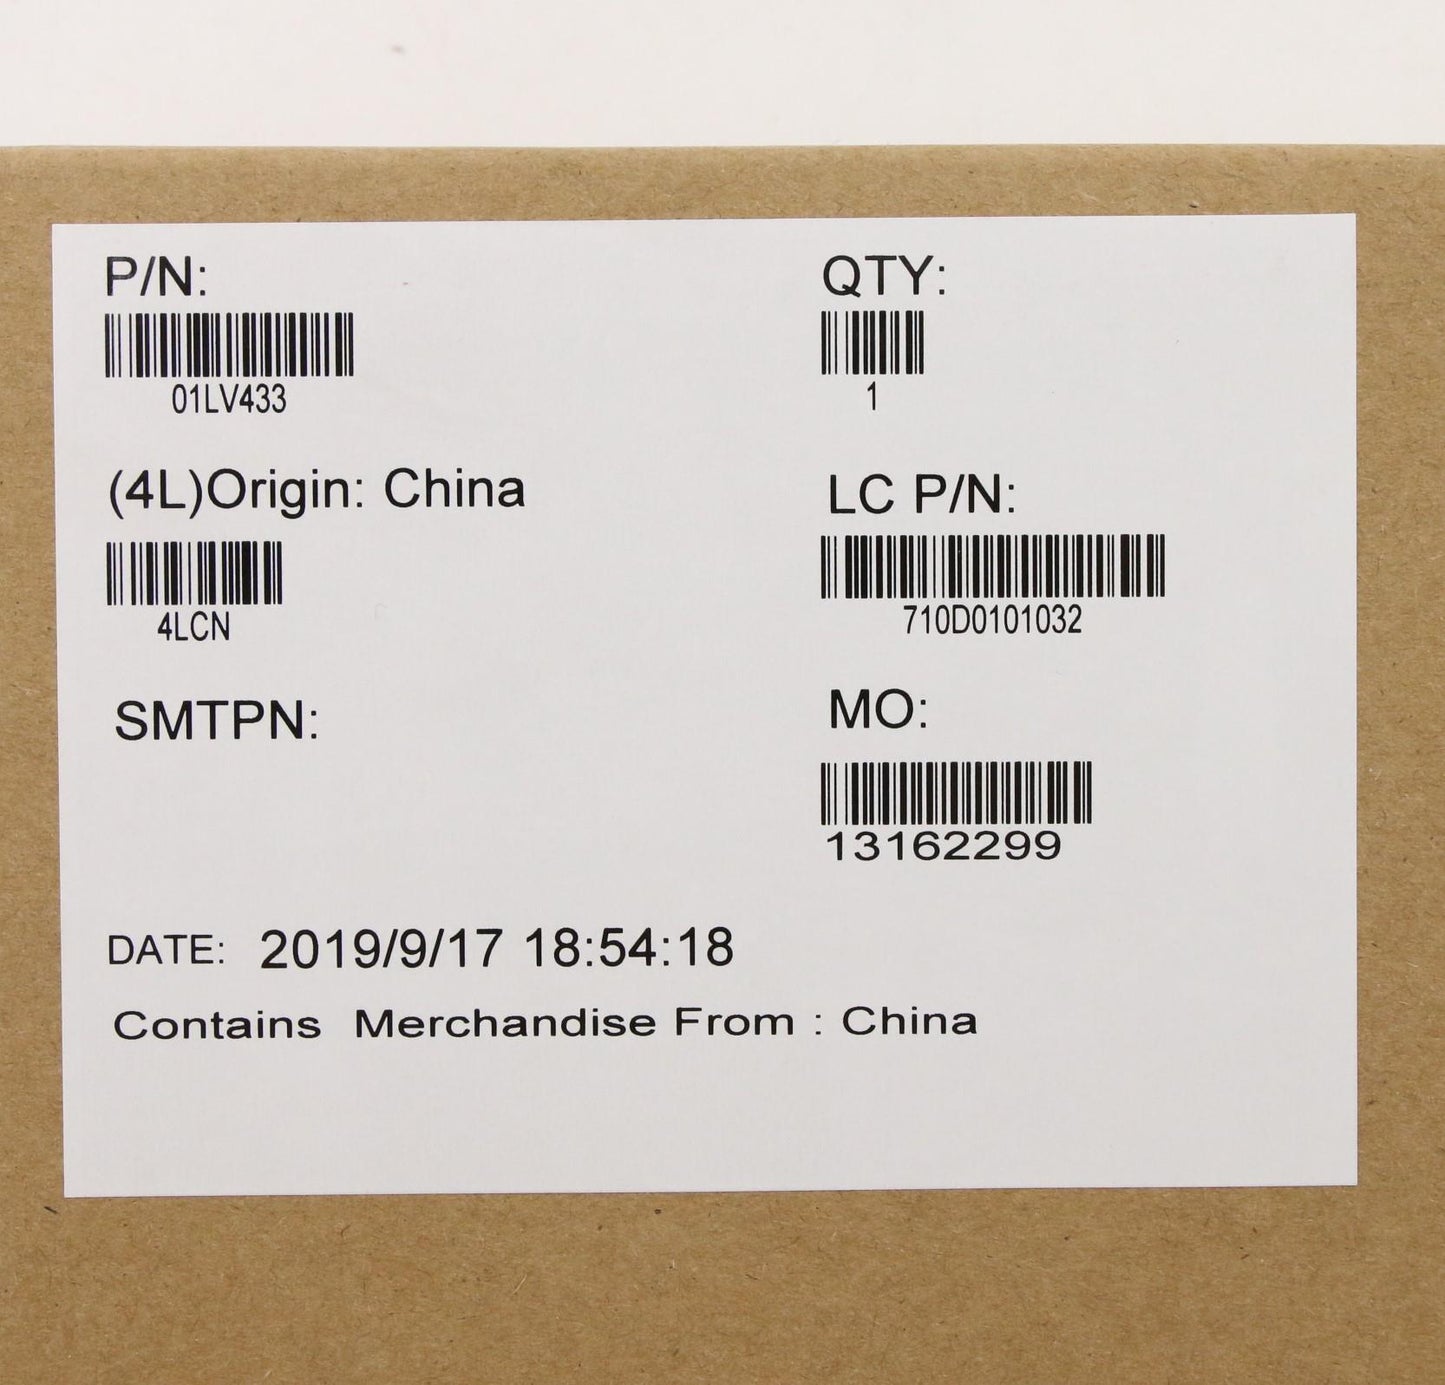 P/N:
01LV433
QTY:
1
(4L)Origin: China
4LCN
LC P/N:
710D0101032
SMTPN:
MO:
13162299
DATE: 2019/9/17 18:54:18
Contains Merchandise From : China